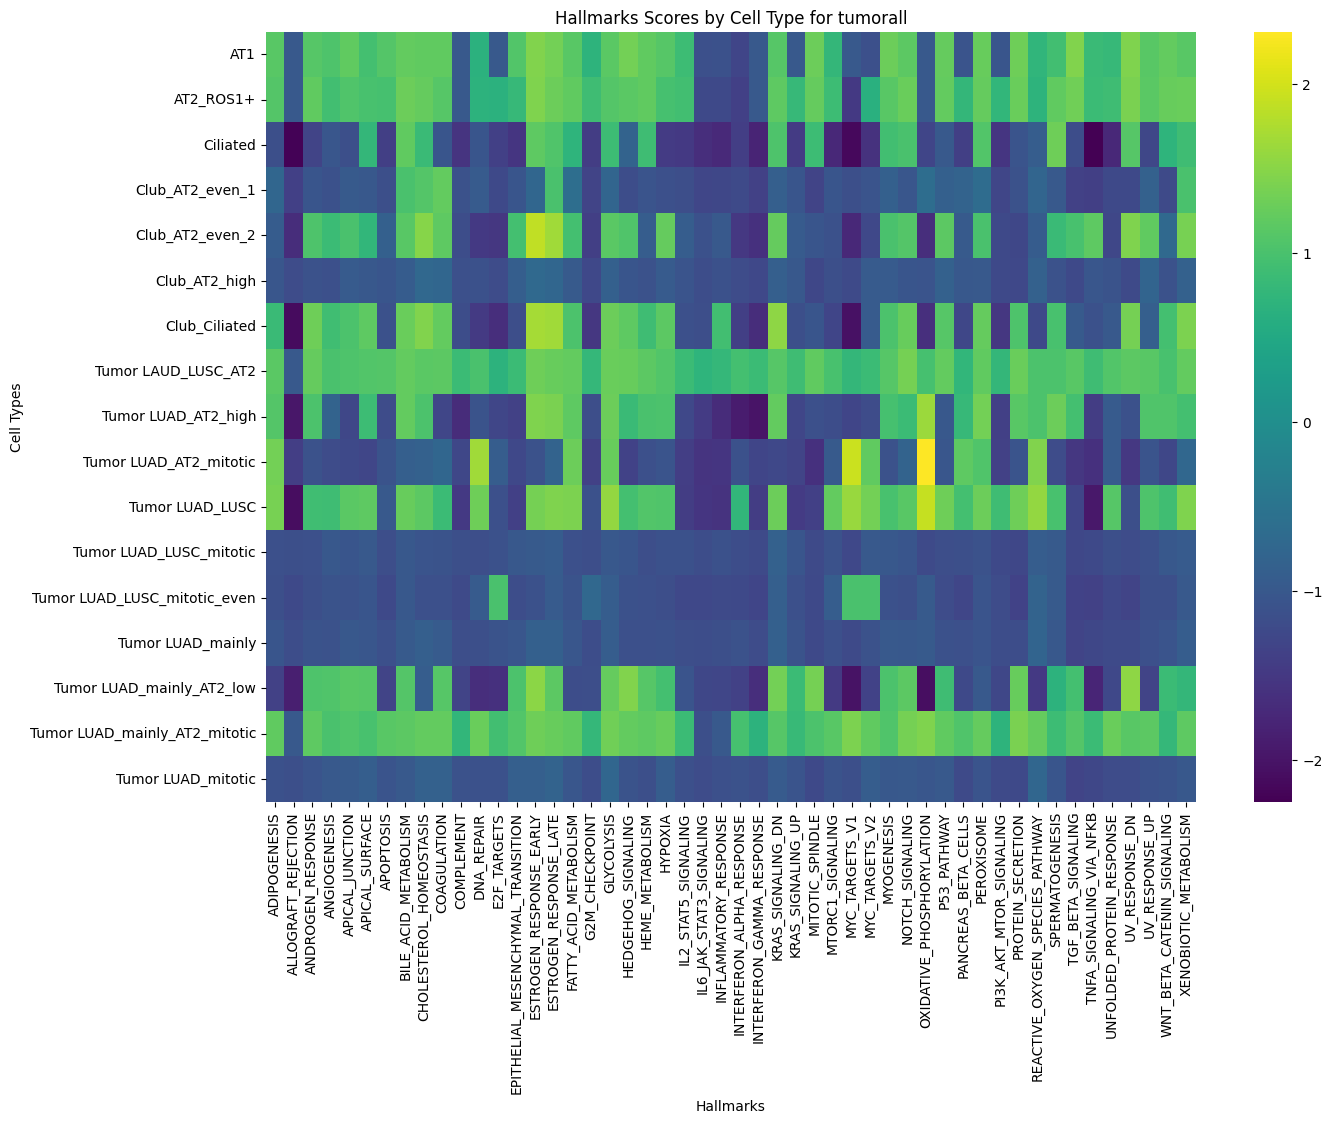 Hallmarks Scores by Cell Type for tumorall
Cell Types
AT1
AT2_ROS1+
Ciliated
Club_AT2_even_1
Club_AT2_even_2
Club_AT2_high
Club_Ciliated
Tumor LAUD_LUSC_AT2
Tumor LUAD_AT2_high
Tumor LUAD_AT2_mitotic
Tumor LUAD_LUSC
Tumor LUAD_LUSC_mitotic
Tumor LUAD_LUSC_mitotic_even
Tumor LUAD_mainly
Tumor LUAD_mainly_AT2_low
Tumor LUAD_mainly_AT2_mitotic
Tumor LUAD_mitotic
ADIPOGENESIS
ALLOGRAFT_REJECTION
ANDROGEN_RESPONSE
ANGIOGENESIS
APICAL_JUNCTION
APICAL_SURFACE
APOPTOSIS
BILE_ACID_METABOLISM
CHOLESTEROL_HOMEOSTASIS
COAGULATION
COMPLEMENT
DNA_REPAIR
E2F_TARGETS
EPITHELIAL_MESENCHYMAL_TRANSITION
ESTROGEN_RESPONSE_EARLY
ESTROGEN_RESPONSE_LATE
FATTY_ACID_METABOLISM
G2M_CHECKPOINT
GLYCOLYSIS
HEDGEHOG_SIGNALING
HEME_METABOLISM
HYPOXIA
IL2_STAT5_SIGNALING
IL6_JAK_STAT3_SIGNALING
INFLAMMATORY_RESPONSE
INTERFERON_ALPHA_RESPONSE
INTERFERON_GAMMA_RESPONSE
KRAS_SIGNALING_DN
KRAS_SIGNALING_UP
MITOTIC_SPINDLE
MTORC1_SIGNALING
MYC_TARGETS_V1
MYC_TARGETS_V2
MYOGENESIS
NOTCH_SIGNALING
OXIDATIVE_PHOSPHORYLATION
P53_PATHWAY
PANCREAS_BETA_CELLS
PEROXISOME
PI3K_AKT_MTOR_SIGNALING
PROTEIN_SECRETION
REACTIVE_OXYGEN_SPECIES_PATHWAY
SPERMATOGENESIS
TGF_BETA_SIGNALING
TNFA_SIGNALING_VIA_NFKB
UNFOLDED_PROTEIN_RESPONSE
UV_RESPONSE_DN
UV_RESPONSE_UP
WNT_BETA_CATENIN_SIGNALING
XENOBIOTIC_METABOLISM
Hallmarks
2
1
0
−1
−2